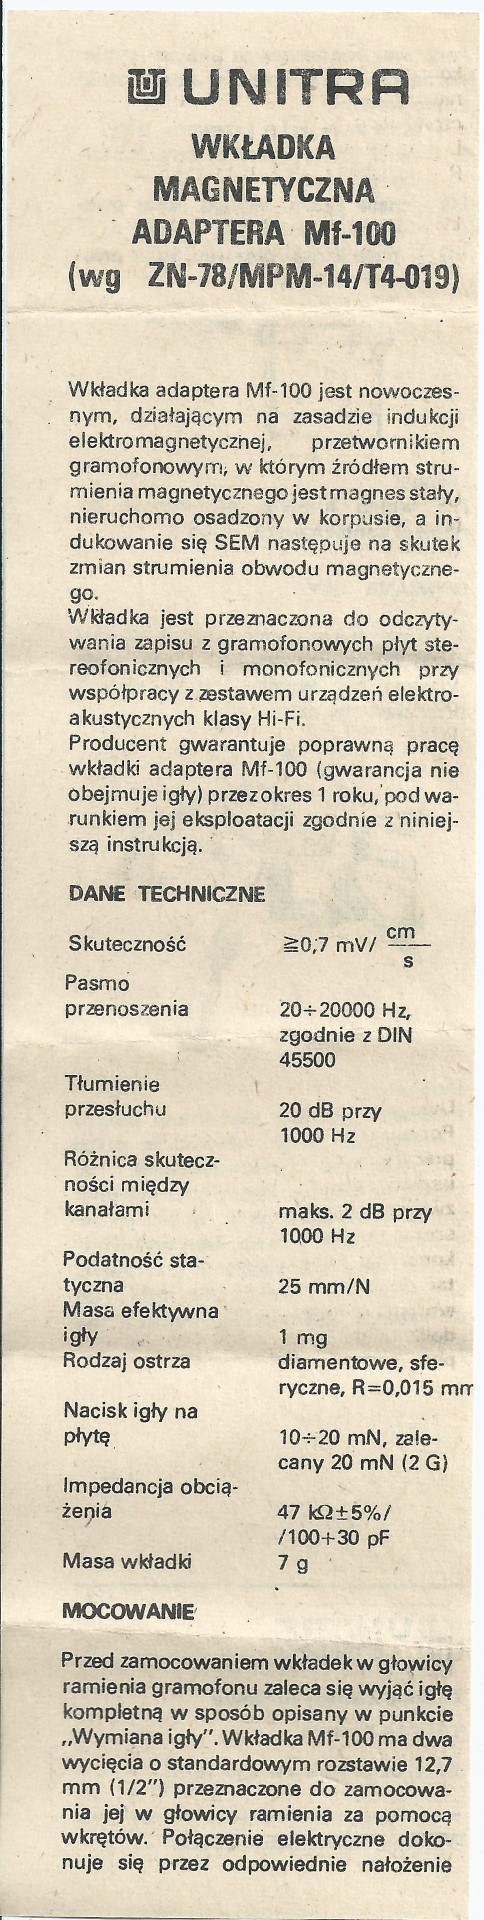 UNITRA
WKŁADKA
MAGNETYCZNA
ADAPTERA Mf-100
(wg ZN-78/MPM-14/T4-019)
Wkładka adaptera Mf-100 jest nowoczes-
nym, działającym na zasadzie indukcji
elektromagnetycznej, przetwornikiem
gramofonowym, w którym źródłem stru-
mienia magnetycznego jest magnes stały,
nieruchomo osadzony w korpusie, a in-
dukowanie się SEM następuje na skutek
zmian strumienia obwodu magnetyczne-
go.
Wkładka jest przeznaczona do odczyty-
wania zapisu z gramofonowych płyt ste-
reofonicznych i monofonicznych przy
współpracy z zestawem urządzeń elektro-
akustycznych klasy Hi-Fi.
Producent gwarantuje poprawną pracę
wkładki adaptera Mf-100 (gwarancja nie
obejmuje igły) przez okres 1 roku, pod wa-
runkiem jej eksploatacji zgodnie z niniej-
szą instrukcją.
DANE TECHNICZNE
Skuteczność ≧0,7 mV/ cm
s
Pasmo
przenoszenia 20÷20000 Hz,
zgodnie z DIN
45500
Tłumienie
przesłuchu 20 dB przy
1000 Hz
Różnica skutecz-
ności między
kanałami maks. 2 dB przy
1000 Hz
Podatność sta-
tyczna 25 mm/N
Masa efektywna
igły 1 mg
Rodzaj ostrza diamentowe, sfe-
ryczne, R=0,015 mm
Nacisk igły na
płytę 10÷20 mN, zale-
cany 20 mN (2 G)
Impedancja obcią-
żenia 47 kΩ±5%/
/100+30 pF
Masa wkładki 7 g
MOCOWANIE
Przed zamocowaniem wkładek w głowicy
ramienia gramofonu zaleca się wyjąć igłę
kompletną w sposób opisany w punkcie
,,Wymiana igły". Wkładka Mf-100 ma dwa
wycięcia o standardowym rozstawie 12,7
mm (1/2") przeznaczone do zamocowa-
nia jej w głowicy ramienia za pomocą
wkrętów. Połączenie elektryczne doko-
nuje się przez odpowiednie nałożenie